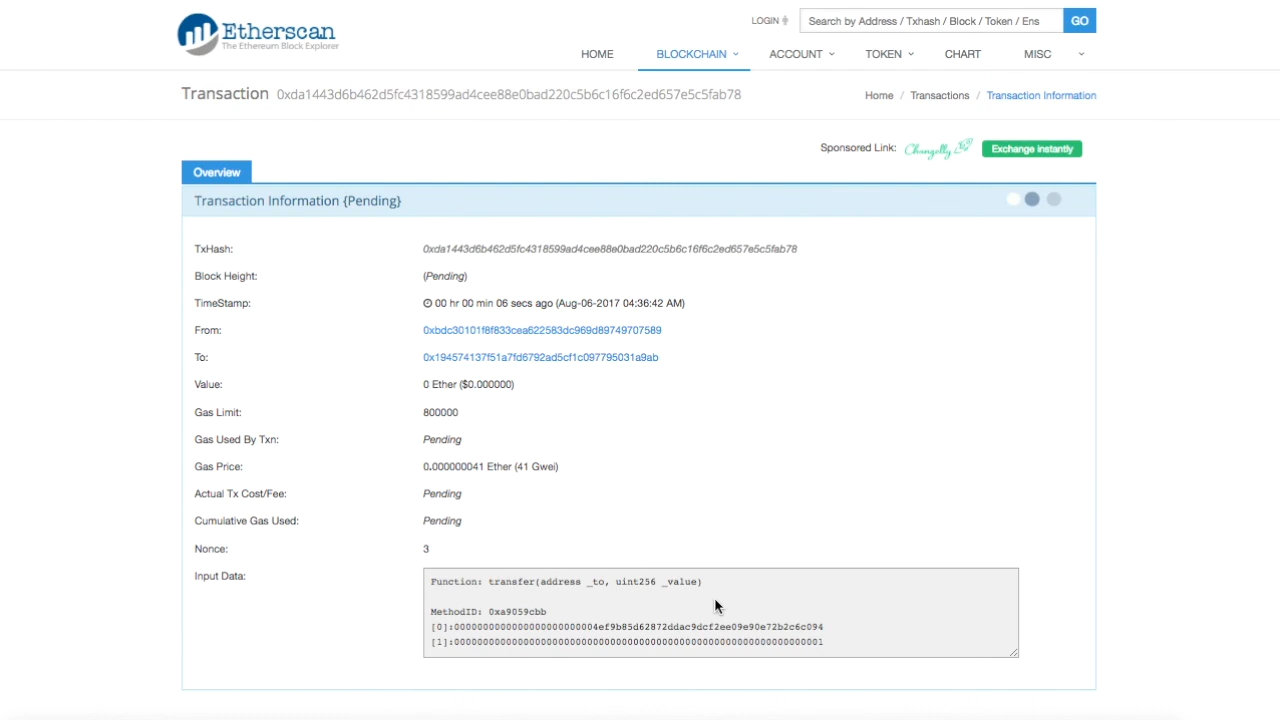 LOGIN
Search by Address / Txhash / Block / Token / Ens
GO
Etherscan
The Ethereum Block Explorer
HOME BLOCKCHAIN ACCOUNT TOKEN CHART MISC
Transaction 0xda1443d6b462d5fc4318599ad4cee88e0bad220c5b6c16f6c2ed657e5c5fab78
Home / Transactions / Transaction Information
Sponsored Link: Changelly Exchange instantly
Overview
Transaction Information {Pending}
TxHash: 0xda1443d6b462d5fc4318599ad4cee88e0bad220c5b6c16f6c2ed657e5c5fab78
Block Height: (Pending)
TimeStamp: 00 hr 00 min 06 secs ago (Aug-06-2017 04:36:42 AM)
From: 0xbdc30101f8f833cea622583dc969d89749707589
To: 0x194574137f51a7fd6792ad5cf1c097795031a9ab
Value: 0 Ether ($0.000000)
Gas Limit: 800000
Gas Used By Txn: Pending
Gas Price: 0.000000041 Ether (41 Gwei)
Actual Tx Cost/Fee: Pending
Cumulative Gas Used: Pending
Nonce: 3
Input Data:
Function: transfer(address _to, uint256 _value)
MethodID: 0xa9059cbb
[0]:0000000000000000000000004ef9b85d62872ddac9dcf2ee09e90e72b2c6c094
[1]:0000000000000000000000000000000000000000000000000000000000000001